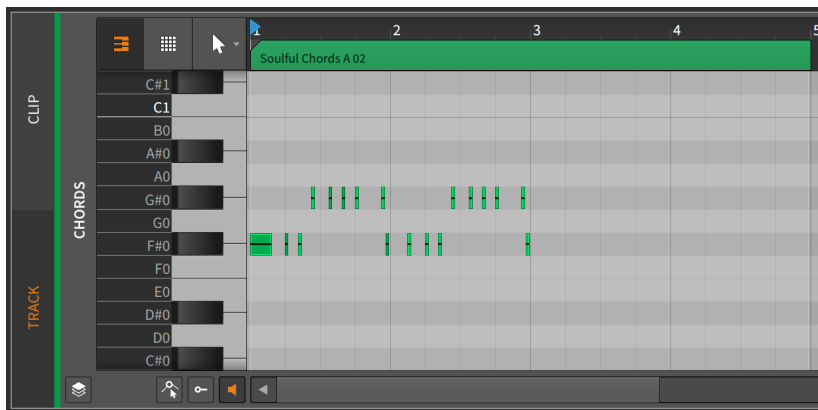 1 2 3 4 5
Soulful Chords A 02
CLIP
TRACK
CHORDS
C#1
C1
B0
A#0
A0
G#0
G0
F#0
F0
E0
D#0
D0
C#0